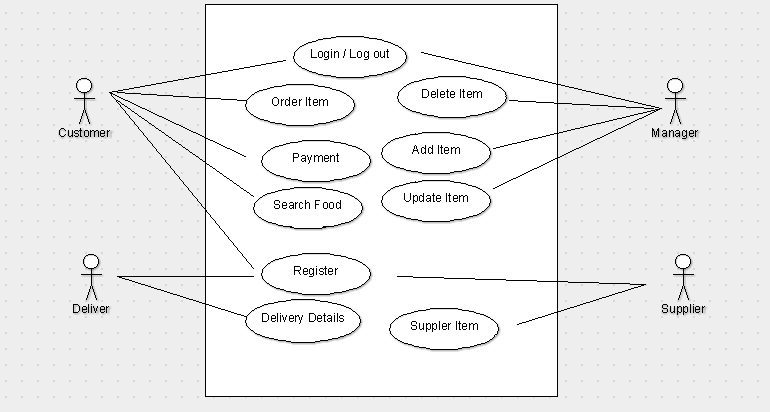 Login / Log out
Order Item
Delete Item
Customer
Manager
Payment
Add Item
Search Food
Update Item
Register
Deliver
Supplier
Delivery Details
Suppler Item